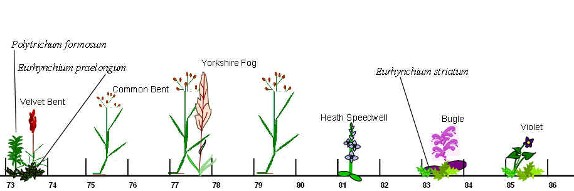 Polytrichum formosum
Eurhynchium praelongum
Velvet Bent
Common Bent
Yorkshire Fog
Heath Speedwell
Eurhynchium striatum
Bugle
Violet
73 74 75 76 77 78 79 80 81 82 83 84 85 86